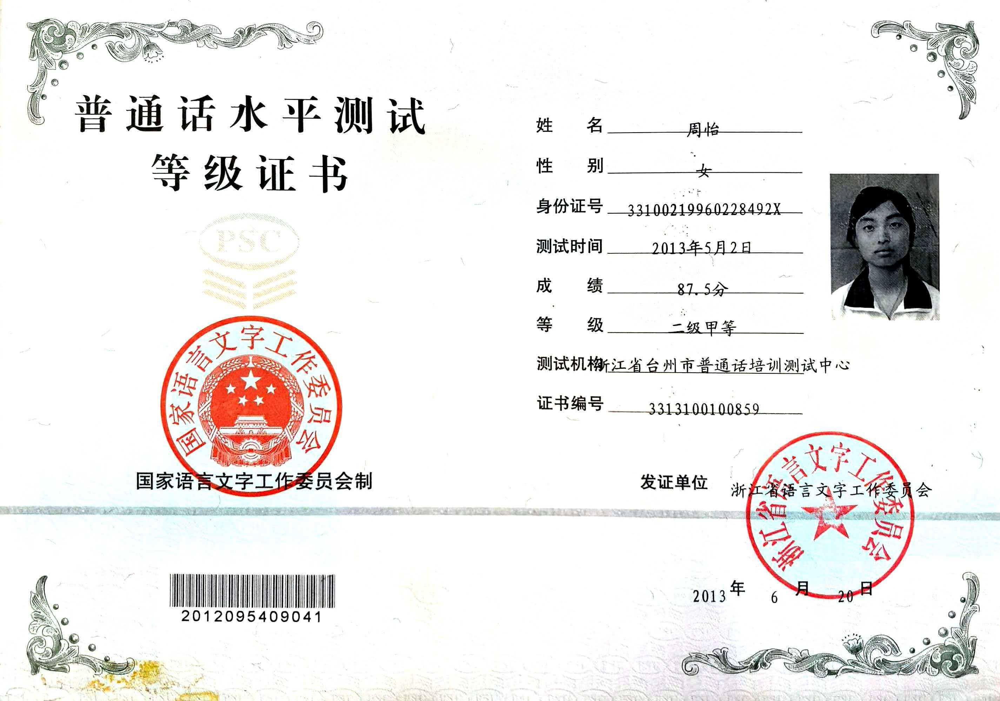 普通话水平测试
等级证书
PSC
国家语言文字工作委员会
国家语言文字工作委员会制
2012095409041
姓 名 周怡
性 别 女
身份证号 33100219960228492X
测试时间 2013年5月2日
成 绩 87.5分
等 级 二级甲等
测试机构 浙江省台州市普通话培训测试中心
证书编号 3313100100859
发证单位 浙江省语言文字工作委员会
浙江省语言文字工作委员会
2013 年 6 月 20 日